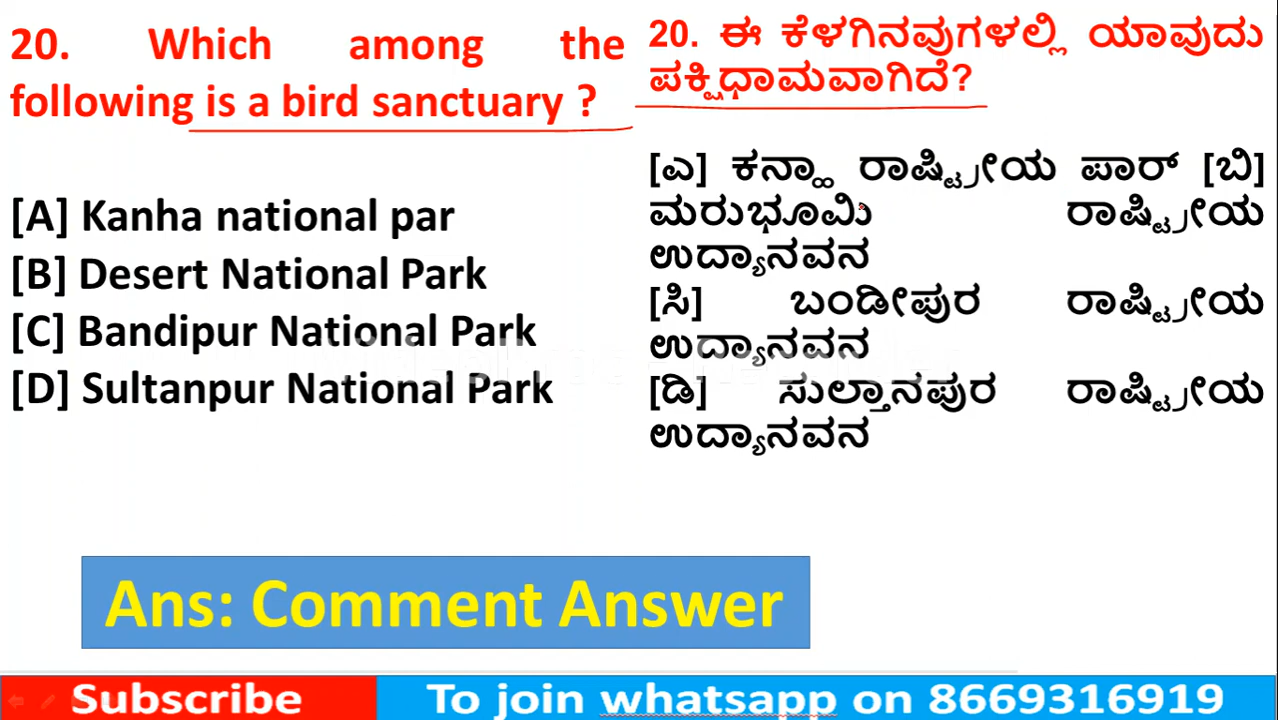 20. Which among the
following is a bird sanctuary ?
[A] Kanha national par
[B] Desert National Park
[C] Bandipur National Park
[D] Sultanpur National Park
20. ಈ ಕೆಳಗಿನವುಗಳಲ್ಲಿ ಯಾವುದು
ಪಕ್ಷಿಧಾಮವಾಗಿದೆ?
[ಎ] ಕನ್ಹಾ ರಾಷ್ಟ್ರೀಯ ಪಾರ್ [ಬಿ]
ಮರುಭೂಮಿ ರಾಷ್ಟ್ರೀಯ
ಉದ್ಯಾನವನ
[ಸಿ] ಬಂಡೀಪುರ ರಾಷ್ಟ್ರೀಯ
ಉದ್ಯಾನವನ
[ಡಿ] ಸುಲ್ತಾನಪುರ ರಾಷ್ಟ್ರೀಯ
ಉದ್ಯಾನವನ
Ans: Comment Answer
Subscribe To join whatsapp on 8669316919